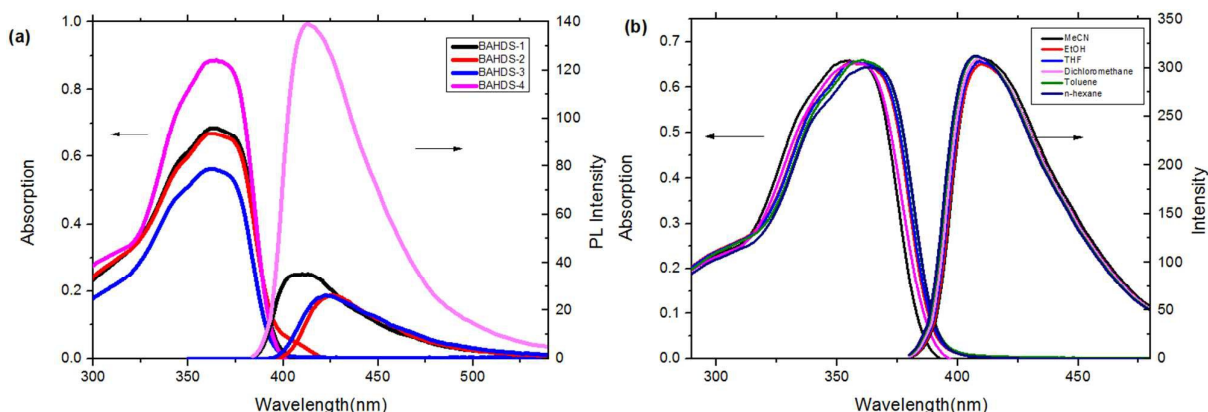 (a)
1.0
0.8
0.6
0.4
0.2
0.0
Absorption
300
350
400
450
500
Wavelength(nm)
140
120
100
80
60
40
20
0
PL Intensity
BAHDS-1
BAHDS-2
BAHDS-3
BAHDS-4
(b)
0.7
0.6
0.5
0.4
0.3
0.2
0.1
0.0
Absorption
300
350
400
450
Wavelength(nm)
350
300
250
200
150
100
50
0
Intensity
MeCN
EtOH
THF
Dichloromethane
Toluene
n-hexane